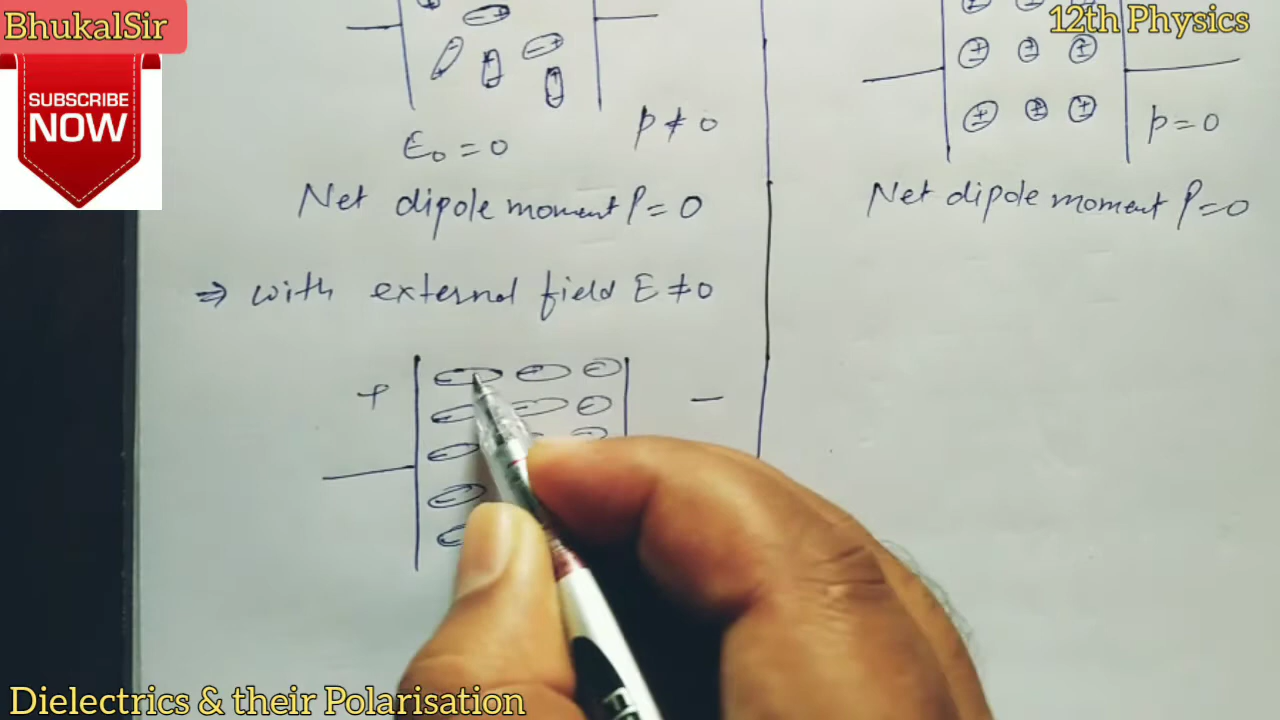 BhukalSir
12th Physics
SUBSCRIBE
NOW
E₀ = 0
p ≠ 0
p = 0
Net dipole moment P = 0
Net dipole moment P = 0
⇒ with external field E ≠ 0
+
−
Dielectrics & their Polarisation